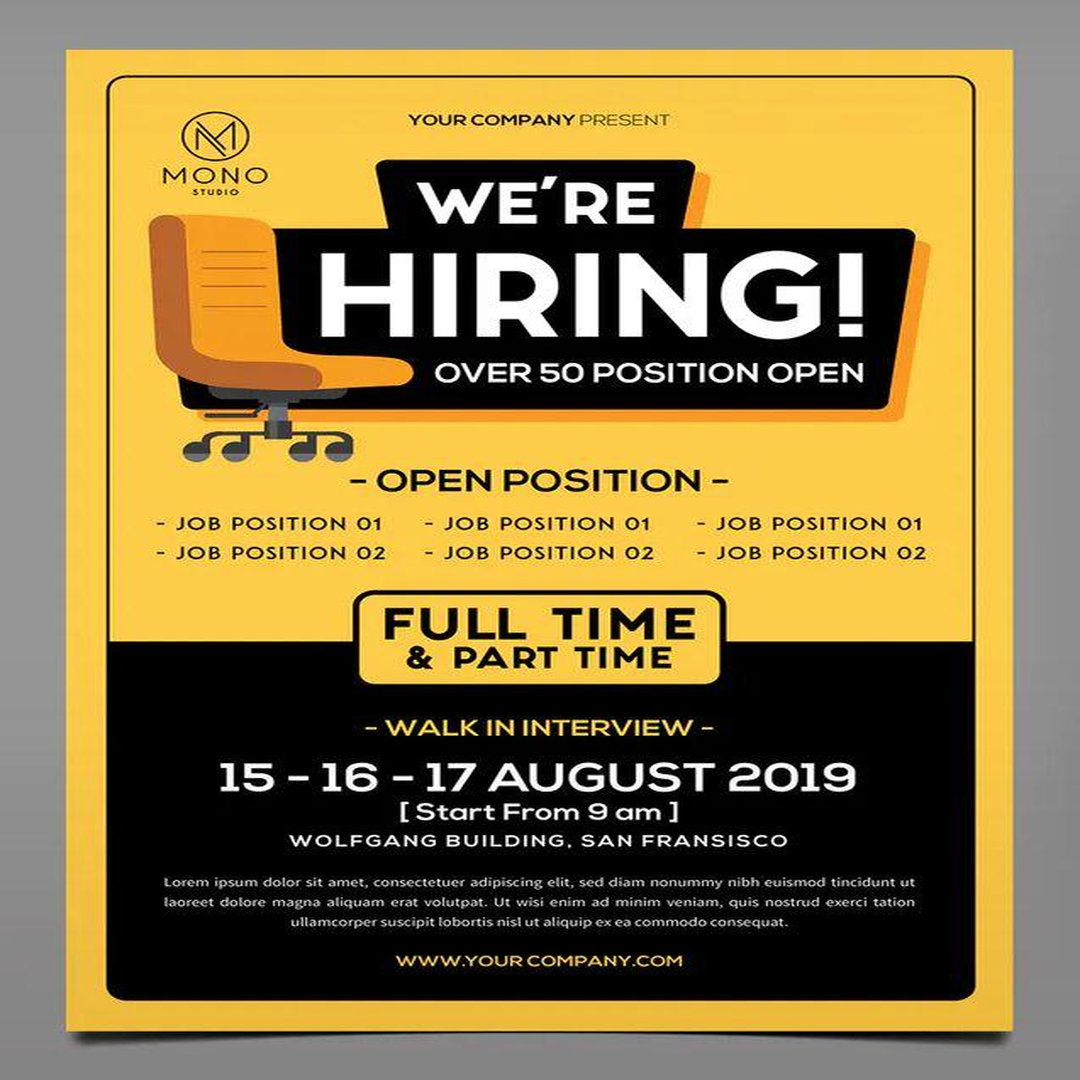 MONO
STUDIO
YOUR COMPANY PRESENT
WE'RE
HIRING!
OVER 50 POSITION OPEN
- OPEN POSITION -
- JOB POSITION 01 - JOB POSITION 01 - JOB POSITION 01
- JOB POSITION 02 - JOB POSITION 02 - JOB POSITION 02
FULL TIME
& PART TIME
- WALK IN INTERVIEW -
15 - 16 - 17 AUGUST 2019
[ Start From 9 am ]
WOLFGANG BUILDING, SAN FRANSISCO
Lorem ipsum dolor sit amet, consectetuer adipiscing elit, sed diam nonummy nibh euismod tincidunt ut
laoreet dolore magna aliquam erat volutpat. Ut wisi enim ad minim veniam, quis nostrud exerci tation
ullamcorper suscipit lobortis nisl ut aliquip ex ea commodo consequat.
WWW.YOURCOMPANY.COM